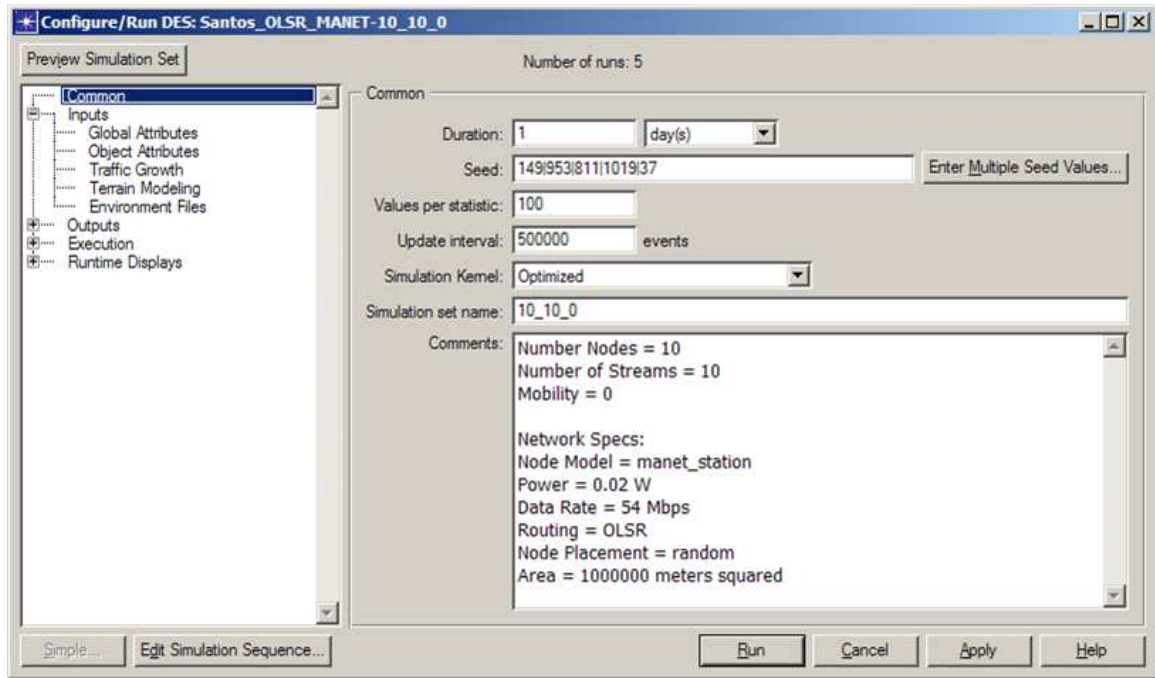 Configure/Run DES: Santos_OLSR_MANET-10_10_0
Preview Simulation Set
Number of runs: 5
Common
Inputs
Global Attributes
Object Attributes
Traffic Growth
Terrain Modeling
Environment Files
Outputs
Execution
Runtime Displays
Common
Duration: 1 day(s)
Seed: 149|953|811|1019|37 Enter Multiple Seed Values...
Values per statistic: 100
Update interval: 500000 events
Simulation Kernel: Optimized
Simulation set name: 10_10_0
Comments: Number Nodes = 10
Number of Streams = 10
Mobility = 0
Network Specs:
Node Model = manet_station
Power = 0.02 W
Data Rate = 54 Mbps
Routing = OLSR
Node Placement = random
Area = 1000000 meters squared
Simple... Edit Simulation Sequence... Run Cancel Apply Help